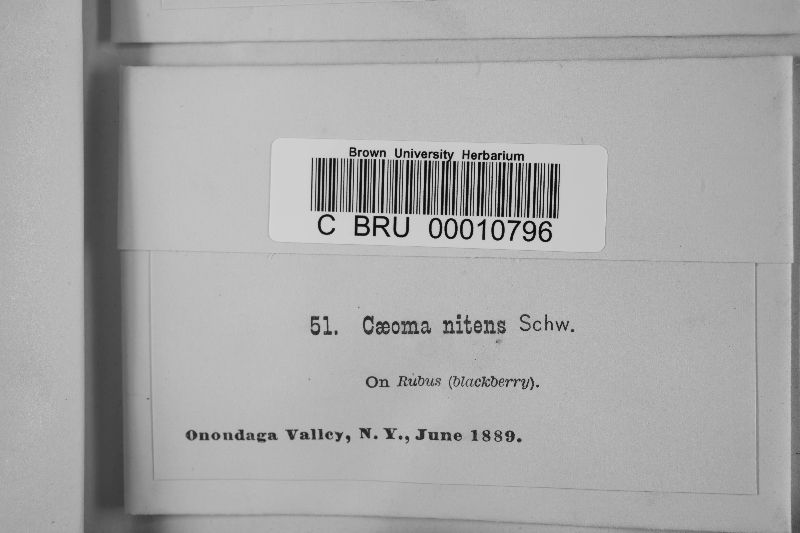 Brown University Herbarium
C BRU 00010796
51. Cæoma nitens Schw.
On Rubus (blackberry).
Onondaga Valley, N. Y., June 1889.